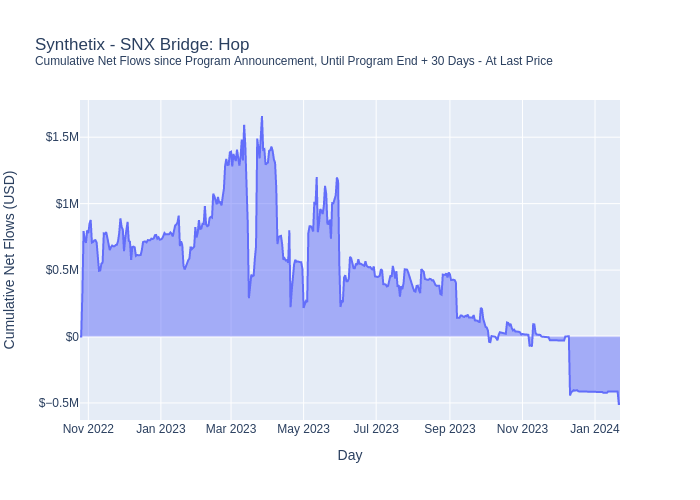 Synthetix - SNX Bridge: Hop
Cumulative Net Flows since Program Announcement, Until Program End + 30 Days - At Last Price
Cumulative Net Flows (USD)
$1.5M
$1M
$0.5M
$0
$−0.5M
Nov 2022
Jan 2023
Mar 2023
May 2023
Jul 2023
Sep 2023
Nov 2023
Jan 2024
Day